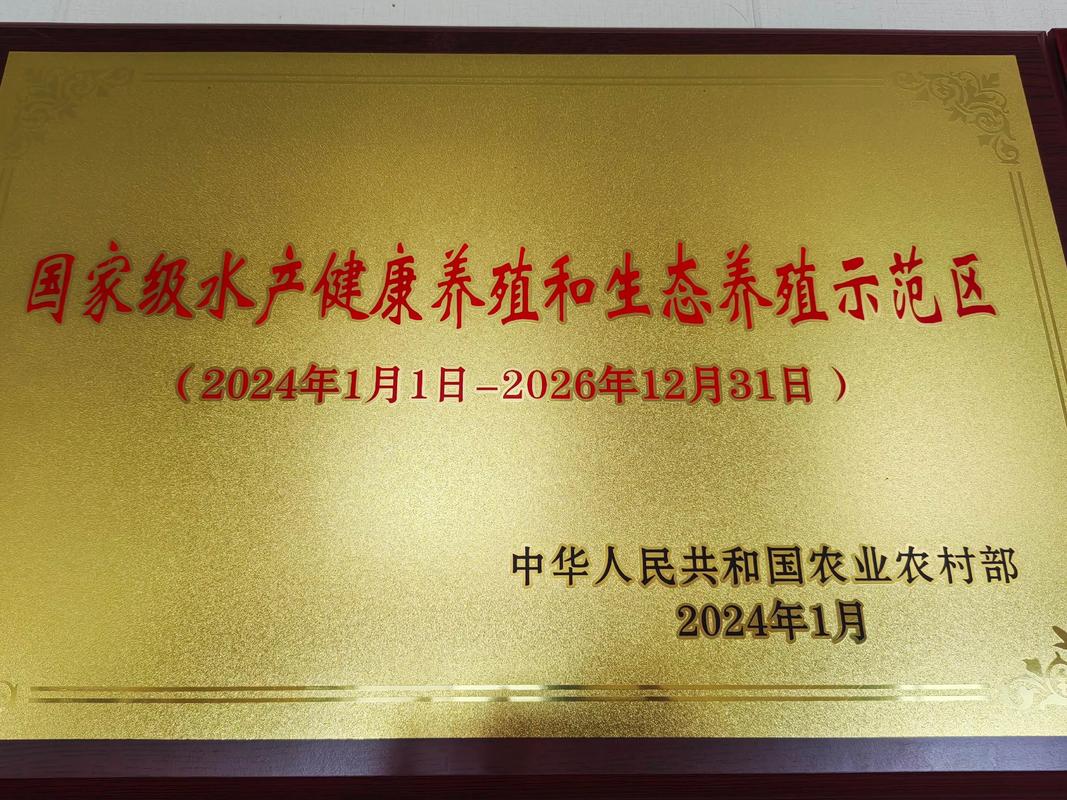 国家级水产健康养殖和生态养殖示范区
（2024年1月1日-2026年12月31日）
中华人民共和国农业农村部
2024年1月